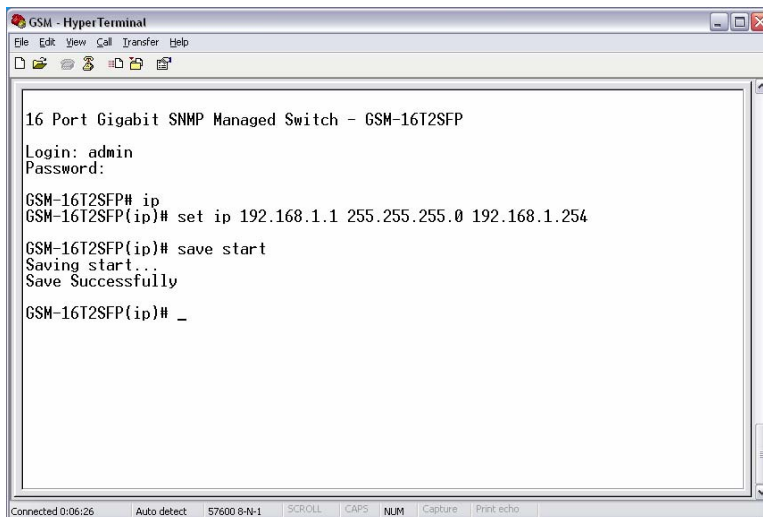 GSM - HyperTerminal
File Edit View Call Transfer Help
16 Port Gigabit SNMP Managed Switch - GSM-16T2SFP
Login: admin
Password:
GSM-16T2SFP# ip
GSM-16T2SFP(ip)# set ip 192.168.1.1 255.255.255.0 192.168.1.254
GSM-16T2SFP(ip)# save start
Saving start...
Save Successfully
GSM-16T2SFP(ip)# _
Connected 0:06:26 Auto detect 57600 8-N-1 SCROLL CAPS NUM Capture Print echo